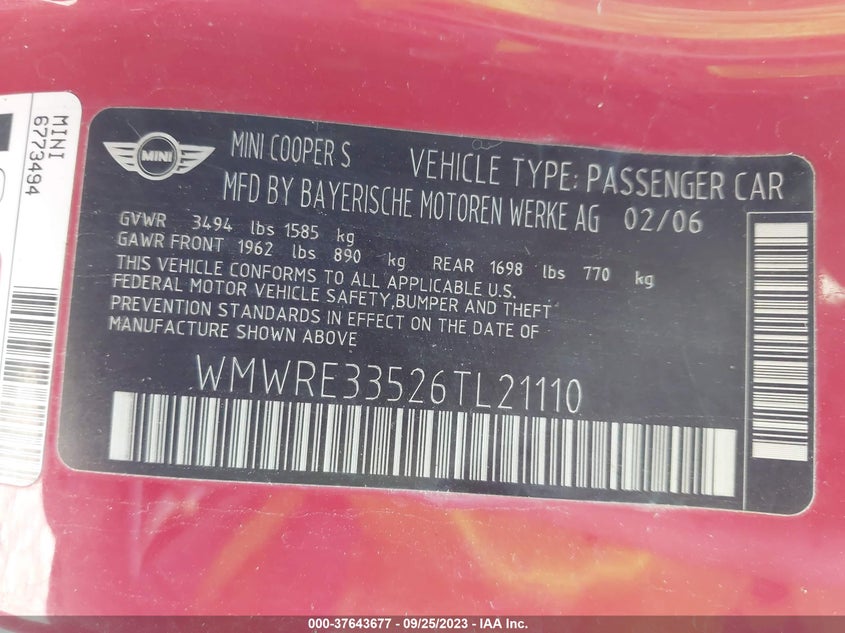 MINI
6773494
MINI
MINI COOPER S VEHICLE TYPE: PASSENGER CAR
MFD BY BAYERISCHE MOTOREN WERKE AG 02/06
GVWR 3494 lbs 1585 kg
GAWR FRONT 1962 lbs 890 kg REAR 1698 lbs 770 kg
THIS VEHICLE CONFORMS TO ALL APPLICABLE U.S.
FEDERAL MOTOR VEHICLE SAFETY,BUMPER AND THEFT
PREVENTION STANDARDS IN EFFECT ON THE DATE OF
MANUFACTURE SHOWN ABOVE
WMWRE33526TL21110
000-37643677 - 09/25/2023 - IAA Inc.